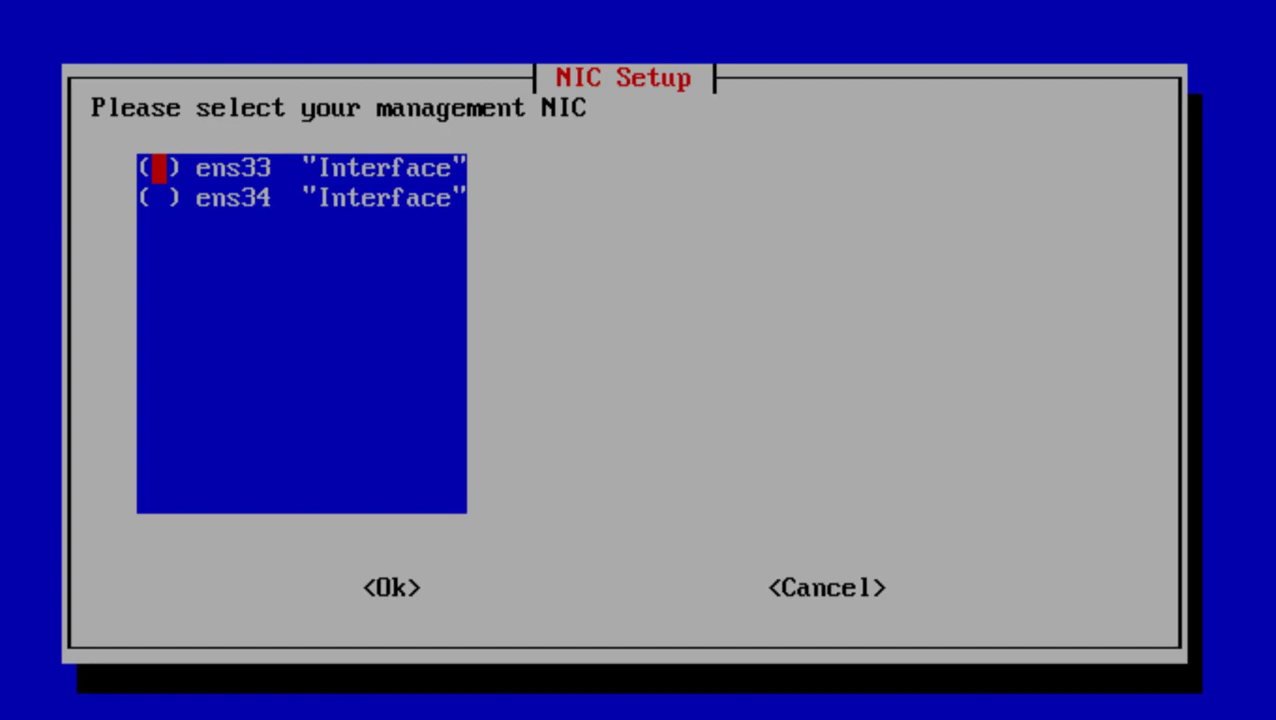 NIC Setup
Please select your management NIC
( ) ens33  "Interface"
( ) ens34  "Interface"
<Ok> <Cancel>